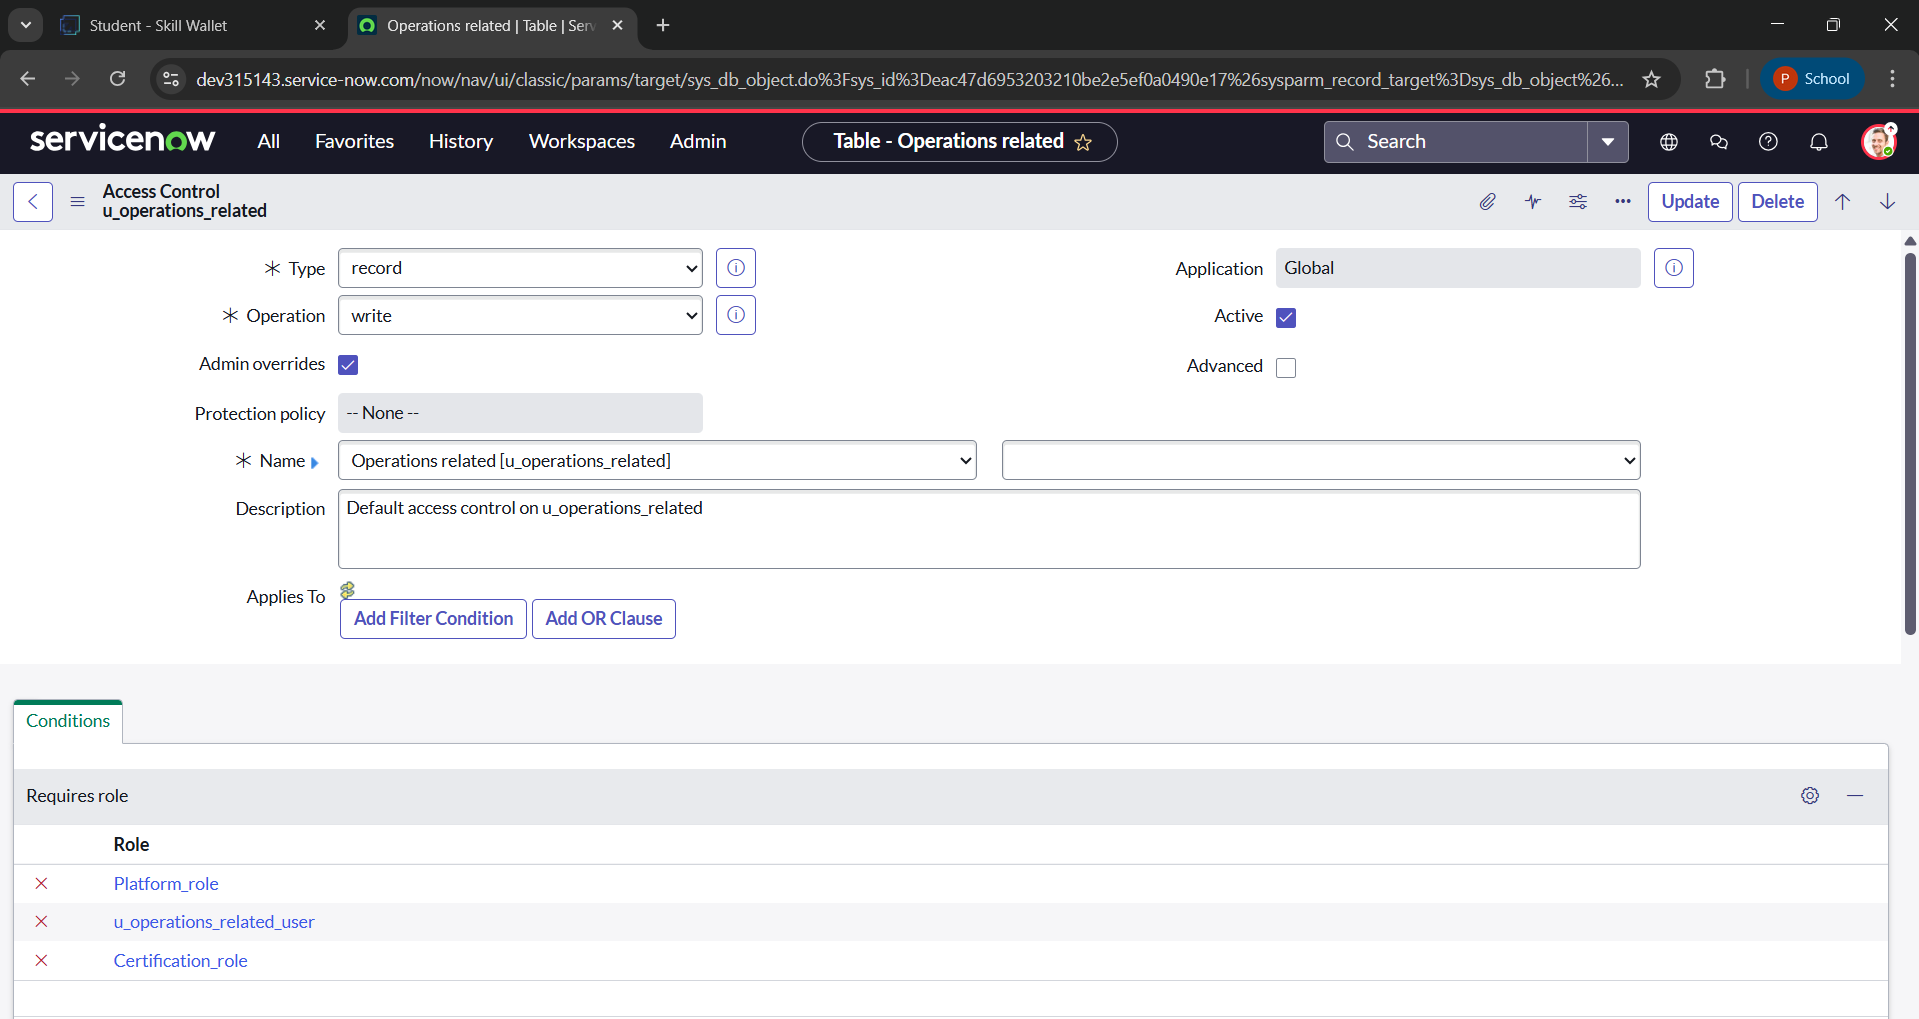 Student - Skill Wallet
Operations related | Table | Serv
dev315143.service-now.com/now/nav/ui/classic/params/target/sys_db_object.do%3Fsys_id%3Deac47d6953203210be2e5ef0a0490e17%26sysparm_record_target%3Dsys_db_object%26...
P School
servicenow
All Favorites History Workspaces Admin
Table - Operations related
Search
Access Control
u_operations_related
Update Delete
Type record
Application Global
Operation write
Active
Admin overrides
Advanced
Protection policy -- None --
Name Operations related [u_operations_related]
Description Default access control on u_operations_related
Applies To
Add Filter Condition Add OR Clause
Conditions
Requires role
Role
Platform_role
u_operations_related_user
Certification_role